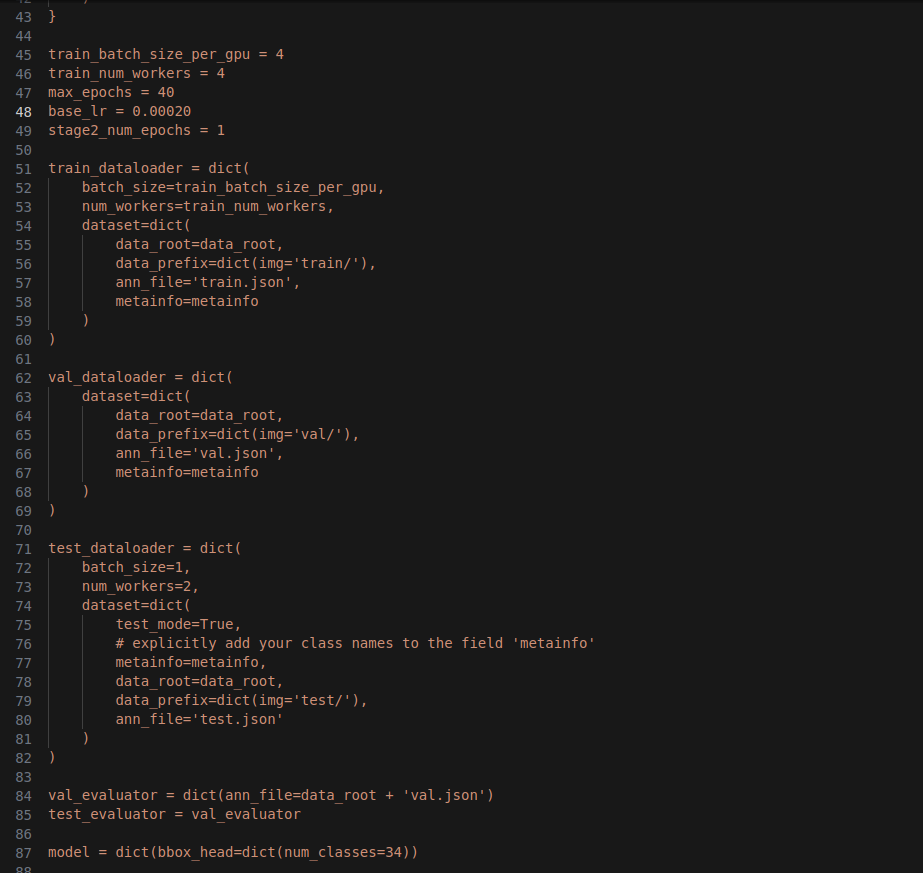 43 }
44
45 train_batch_size_per_gpu = 4
46 train_num_workers = 4
47 max_epochs = 40
48 base_lr = 0.00020
49 stage2_num_epochs = 1
50
51 train_dataloader = dict(
52     batch_size=train_batch_size_per_gpu,
53     num_workers=train_num_workers,
54     dataset=dict(
55         data_root=data_root,
56         data_prefix=dict(img='train/'),
57         ann_file='train.json',
58         metainfo=metainfo
59     )
60 )
61
62 val_dataloader = dict(
63     dataset=dict(
64         data_root=data_root,
65         data_prefix=dict(img='val/'),
66         ann_file='val.json',
67         metainfo=metainfo
68     )
69 )
70
71 test_dataloader = dict(
72     batch_size=1,
73     num_workers=2,
74     dataset=dict(
75         test_mode=True,
76         # explicitly add your class names to the field 'metainfo'
77         metainfo=metainfo,
78         data_root=data_root,
79         data_prefix=dict(img='test/'),
80         ann_file='test.json'
81     )
82 )
83
84 val_evaluator = dict(ann_file=data_root + 'val.json')
85 test_evaluator = val_evaluator
86
87 model = dict(bbox_head=dict(num_classes=34))
88